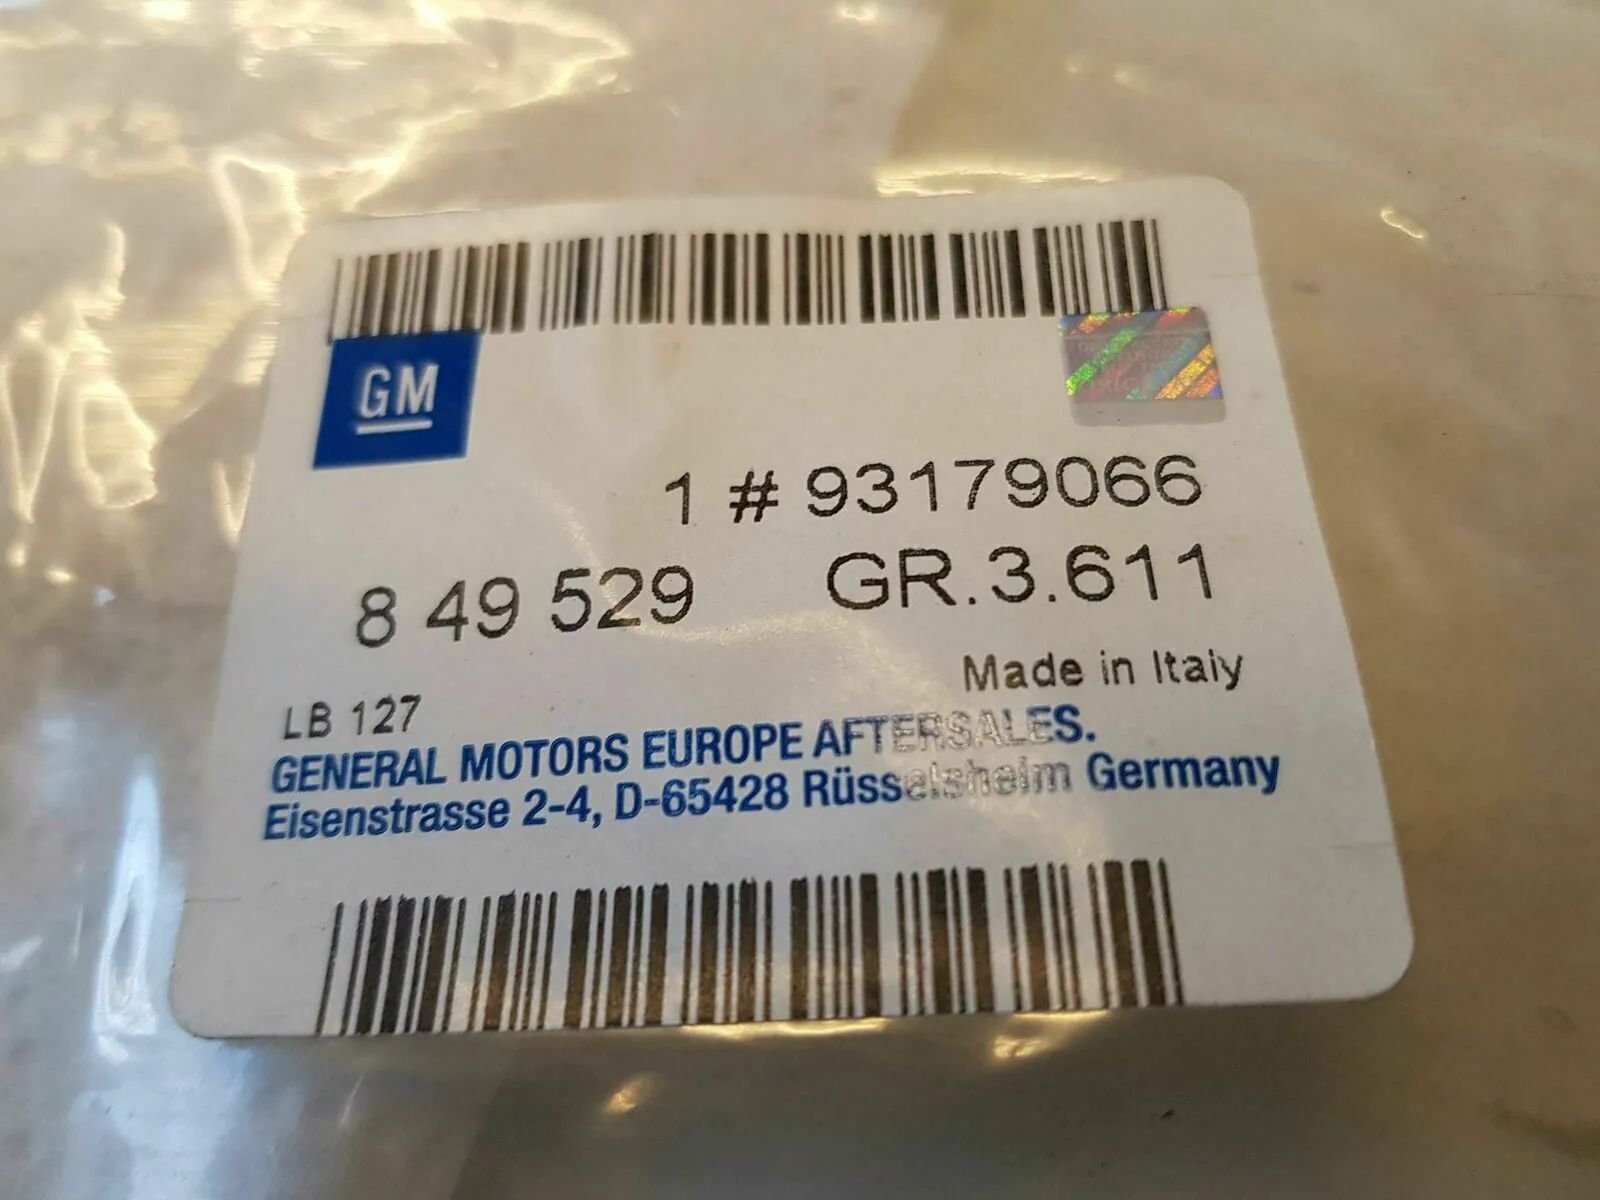 GM
1 # 93179066
8 49 529 GR.3.611
Made in Italy
LB 127
GENERAL MOTORS EUROPE AFTERSALES.
Eisenstrasse 2-4, D-65428 Rüsselsheim Germany